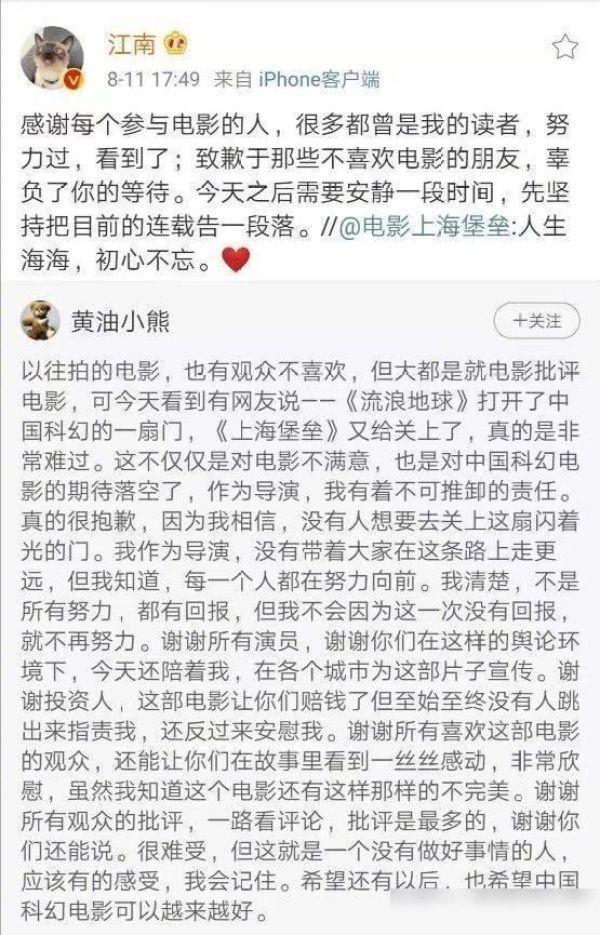 江南
8-11 17:49 来自 iPhone客户端
感谢每个参与电影的人，很多都曾是我的读者，努
力过，看到了；致歉于那些不喜欢电影的朋友，辜
负了你的等待。今天之后需要安静一段时间，先坚
持把目前的连载告一段落。//@电影上海堡垒:人生
海海，初心不忘。❤
黄油小熊
＋关注
以往拍的电影，也有观众不喜欢，但大都是就电影批评
电影，可今天看到有网友说——《流浪地球》打开了中
国科幻的一扇门，《上海堡垒》又给关上了，真的是非
常难过。这不仅仅是对电影不满意，也是对中国科幻电
影的期待落空了，作为导演，我有着不可推卸的责任。
真的很抱歉，因为我相信，没有人想要去关上这扇闪着
光的门。我作为导演，没有带着大家在这条路上走更
远，但我知道，每一个人都在努力向前。我清楚，不是
所有努力，都有回报，但我不会因为这一次没有回报，
就不再努力。谢谢所有演员，谢谢你们在这样的舆论环
境下，今天还陪着我，在各个城市为这部片子宣传。谢
谢投资人，这部电影让你们赔钱了但至始至终没有人跳
出来指责我，还反过来安慰我。谢谢所有喜欢这部电影
的观众，还能让你们在故事里看到一丝丝感动，非常欣
慰，虽然我知道这个电影还有这样那样的不完美。谢谢
所有观众的批评，一路看评论，批评是最多的，谢谢你
们还能说。很难受，但这就是一个没有做好事情的人，
应该有的感受，我会记住。希望还有以后，也希望中国
科幻电影可以越来越好。